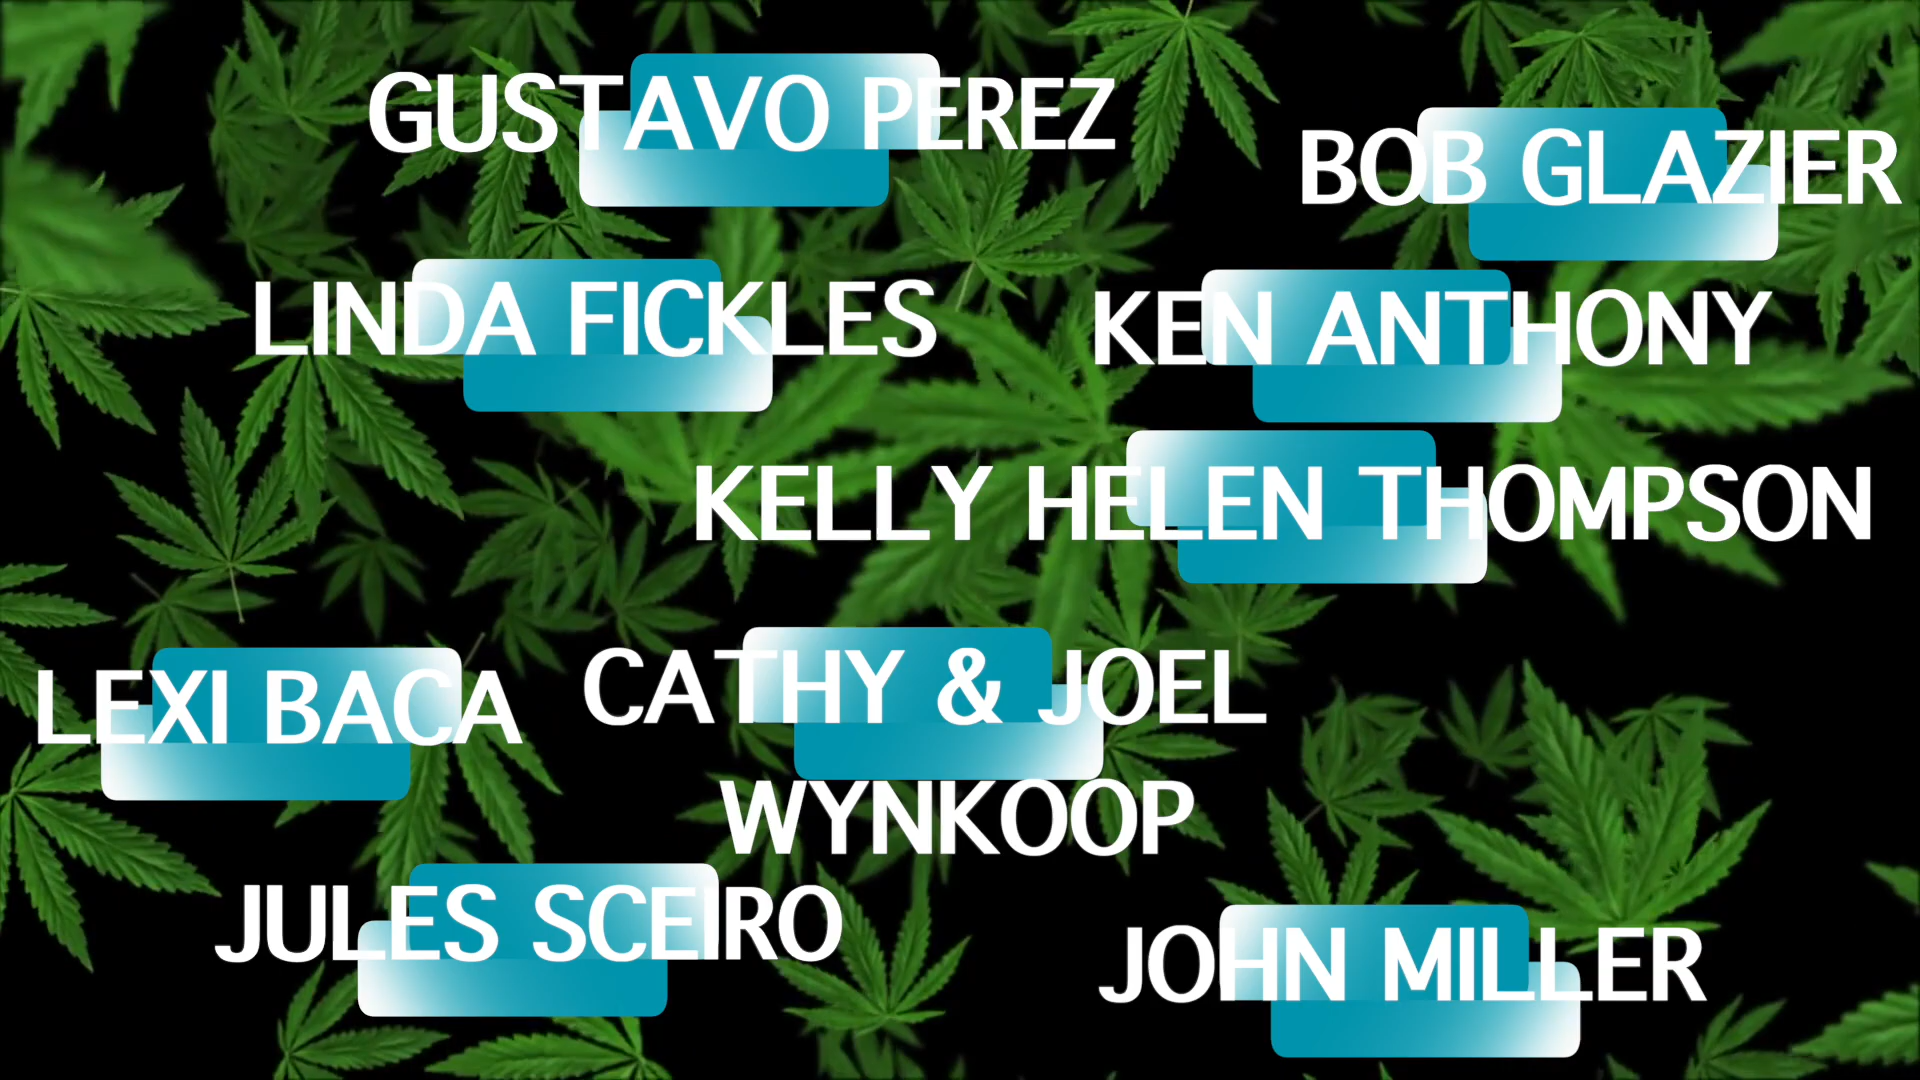 GUSTAVO PEREZ
BOB GLAZIER
LINDA FICKLES
KEN ANTHONY
KELLY HELEN THOMPSON
LEXI BACA
CATHY & JOEL
WYNKOOP
JULES SCEIRO
JOHN MILLER